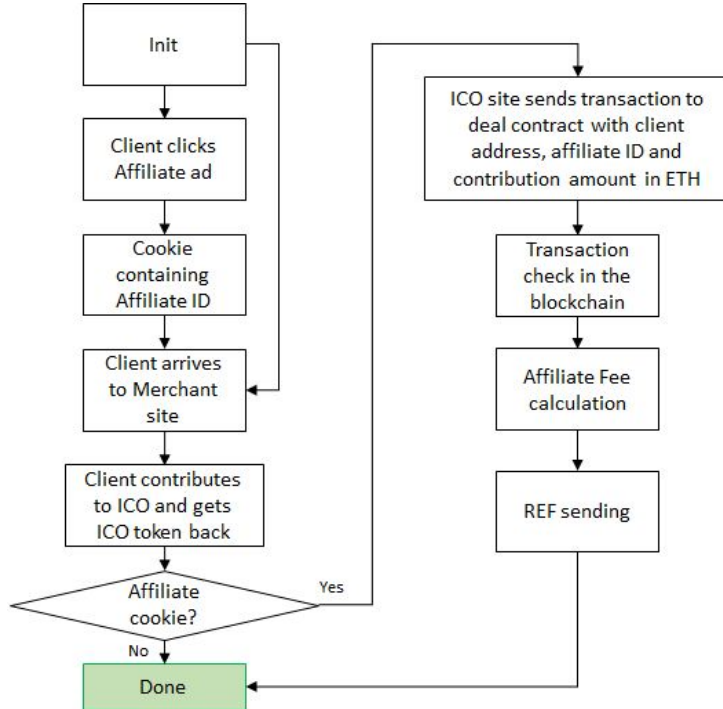 Init
Client clicks
Affiliate ad
Cookie
containing
Affiliate ID
Client arrives
to Merchant
site
Client contributes
to ICO and gets
ICO token back
Affiliate
cookie?
Yes
No
Done
ICO site sends transaction to
deal contract with client
address, affiliate ID and
contribution amount in ETH
Transaction
check in the
blockchain
Affiliate Fee
calculation
REF sending